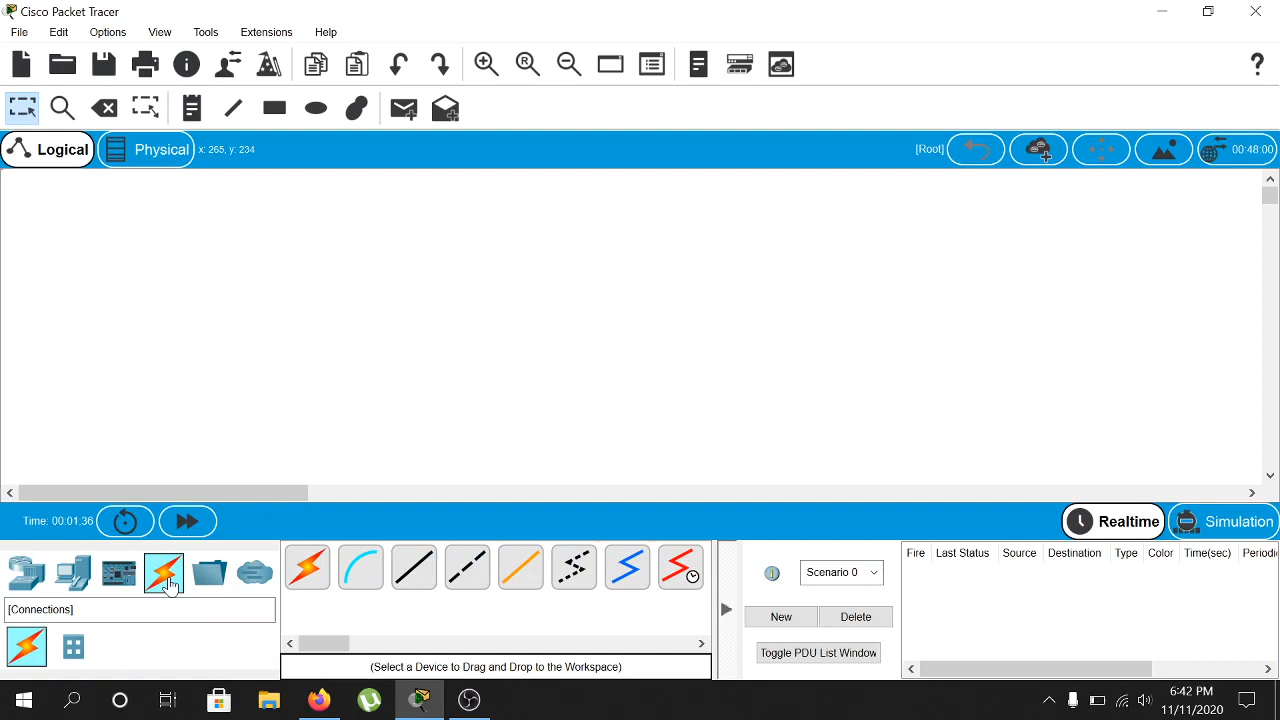 Cisco Packet Tracer
File Edit Options View Tools Extensions Help
R
?
Logical Physical x: 265, y: 234 [Root] 00:48:00
Time: 00:01:36 Realtime Simulation
Fire Last Status Source Destination Type Color Time(sec) Periodi
Scenario 0
[Connections]
New Delete
Toggle PDU List Window
(Select a Device to Drag and Drop to the Workspace)
6:42 PM
11/11/2020